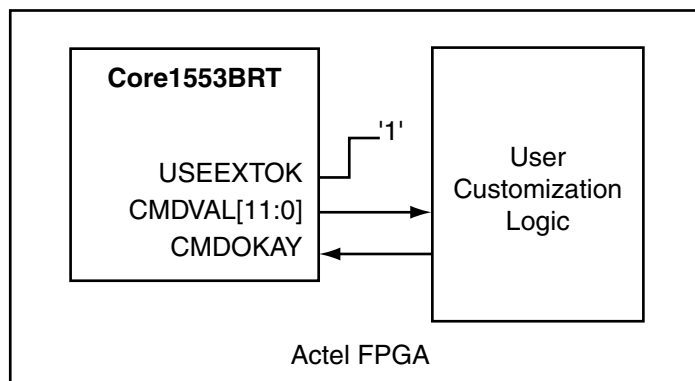 Core1553BRT
'1'
USEEXTOK
CMDVAL[11:0]
CMDOKAY
User
Customization
Logic
Actel FPGA